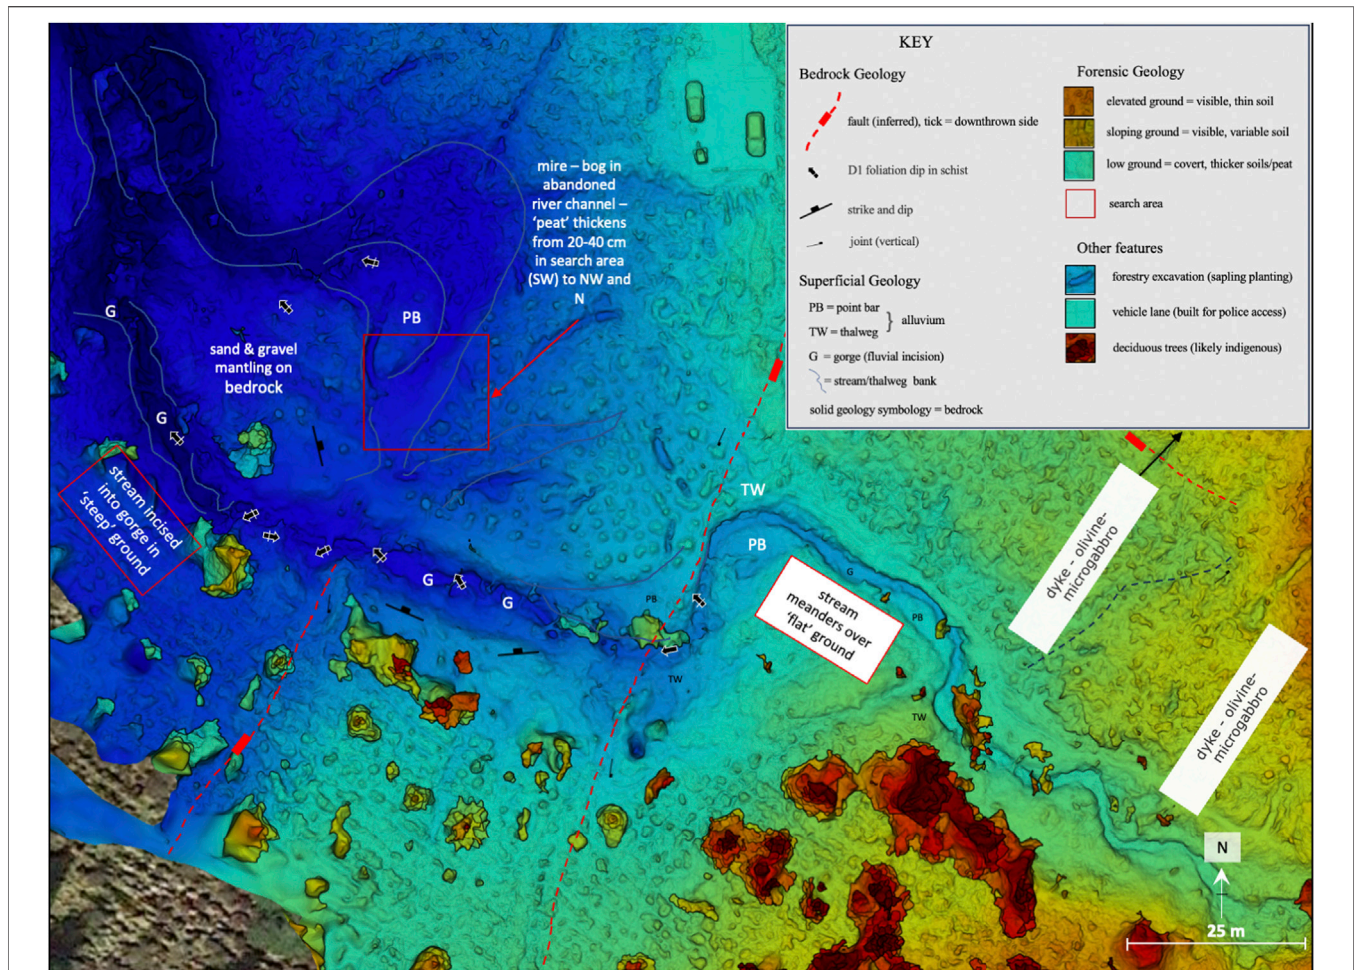 KEY
Bedrock Geology
fault (inferred), tick = downthrown side
D1 foliation dip in schist
strike and dip
joint (vertical)
Superficial Geology
PB = point bar
TW = thalweg
} alluvium
G = gorge (fluvial incision)
= stream/thalweg bank
solid geology symbology = bedrock
Forensic Geology
elevated ground = visible, thin soil
sloping ground = visible, variable soil
low ground = covert, thicker soils/peat
search area
Other features
forestry excavation (sapling planting)
vehicle lane (built for police access)
deciduous trees (likely indigenous)
mire – bog in
abandoned
river channel –
‘peat’ thickens
from 20-40 cm
in search area
(SW) to NW and
N
G
PB
sand & gravel
mantling on
bedrock
G
stream incised
into gorge in
‘steep’ ground
TW
PB
G
stream
meanders over
‘flat’ ground
PB
G
G
PB
TW
TW
dyke - olivine-
microgabbro
dyke - olivine-
microgabbro
N
25 m